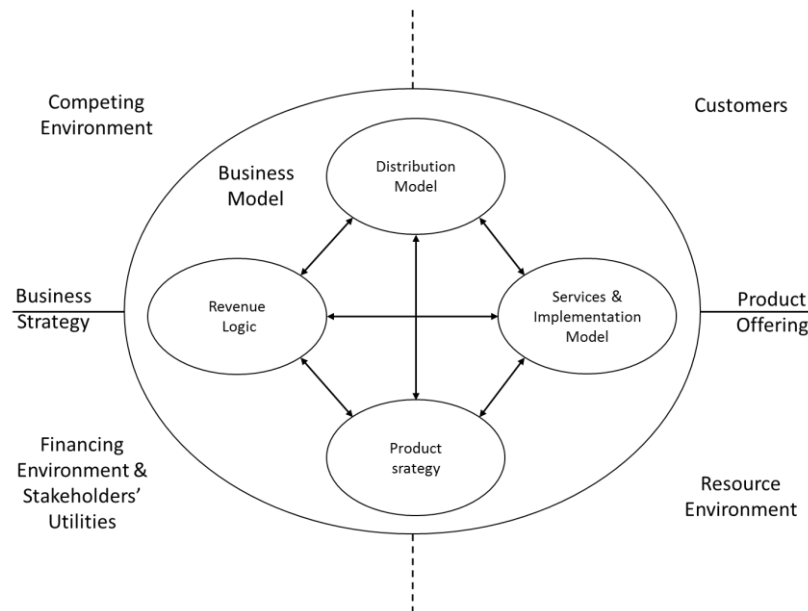 Competing
Environment
Customers
Business
Model
Distribution
Model
Business
Strategy
Revenue
Logic
Services &
Implementation
Model
Product
Offering
Product
srategy
Financing
Environment &
Stakeholders’
Utilities
Resource
Environment